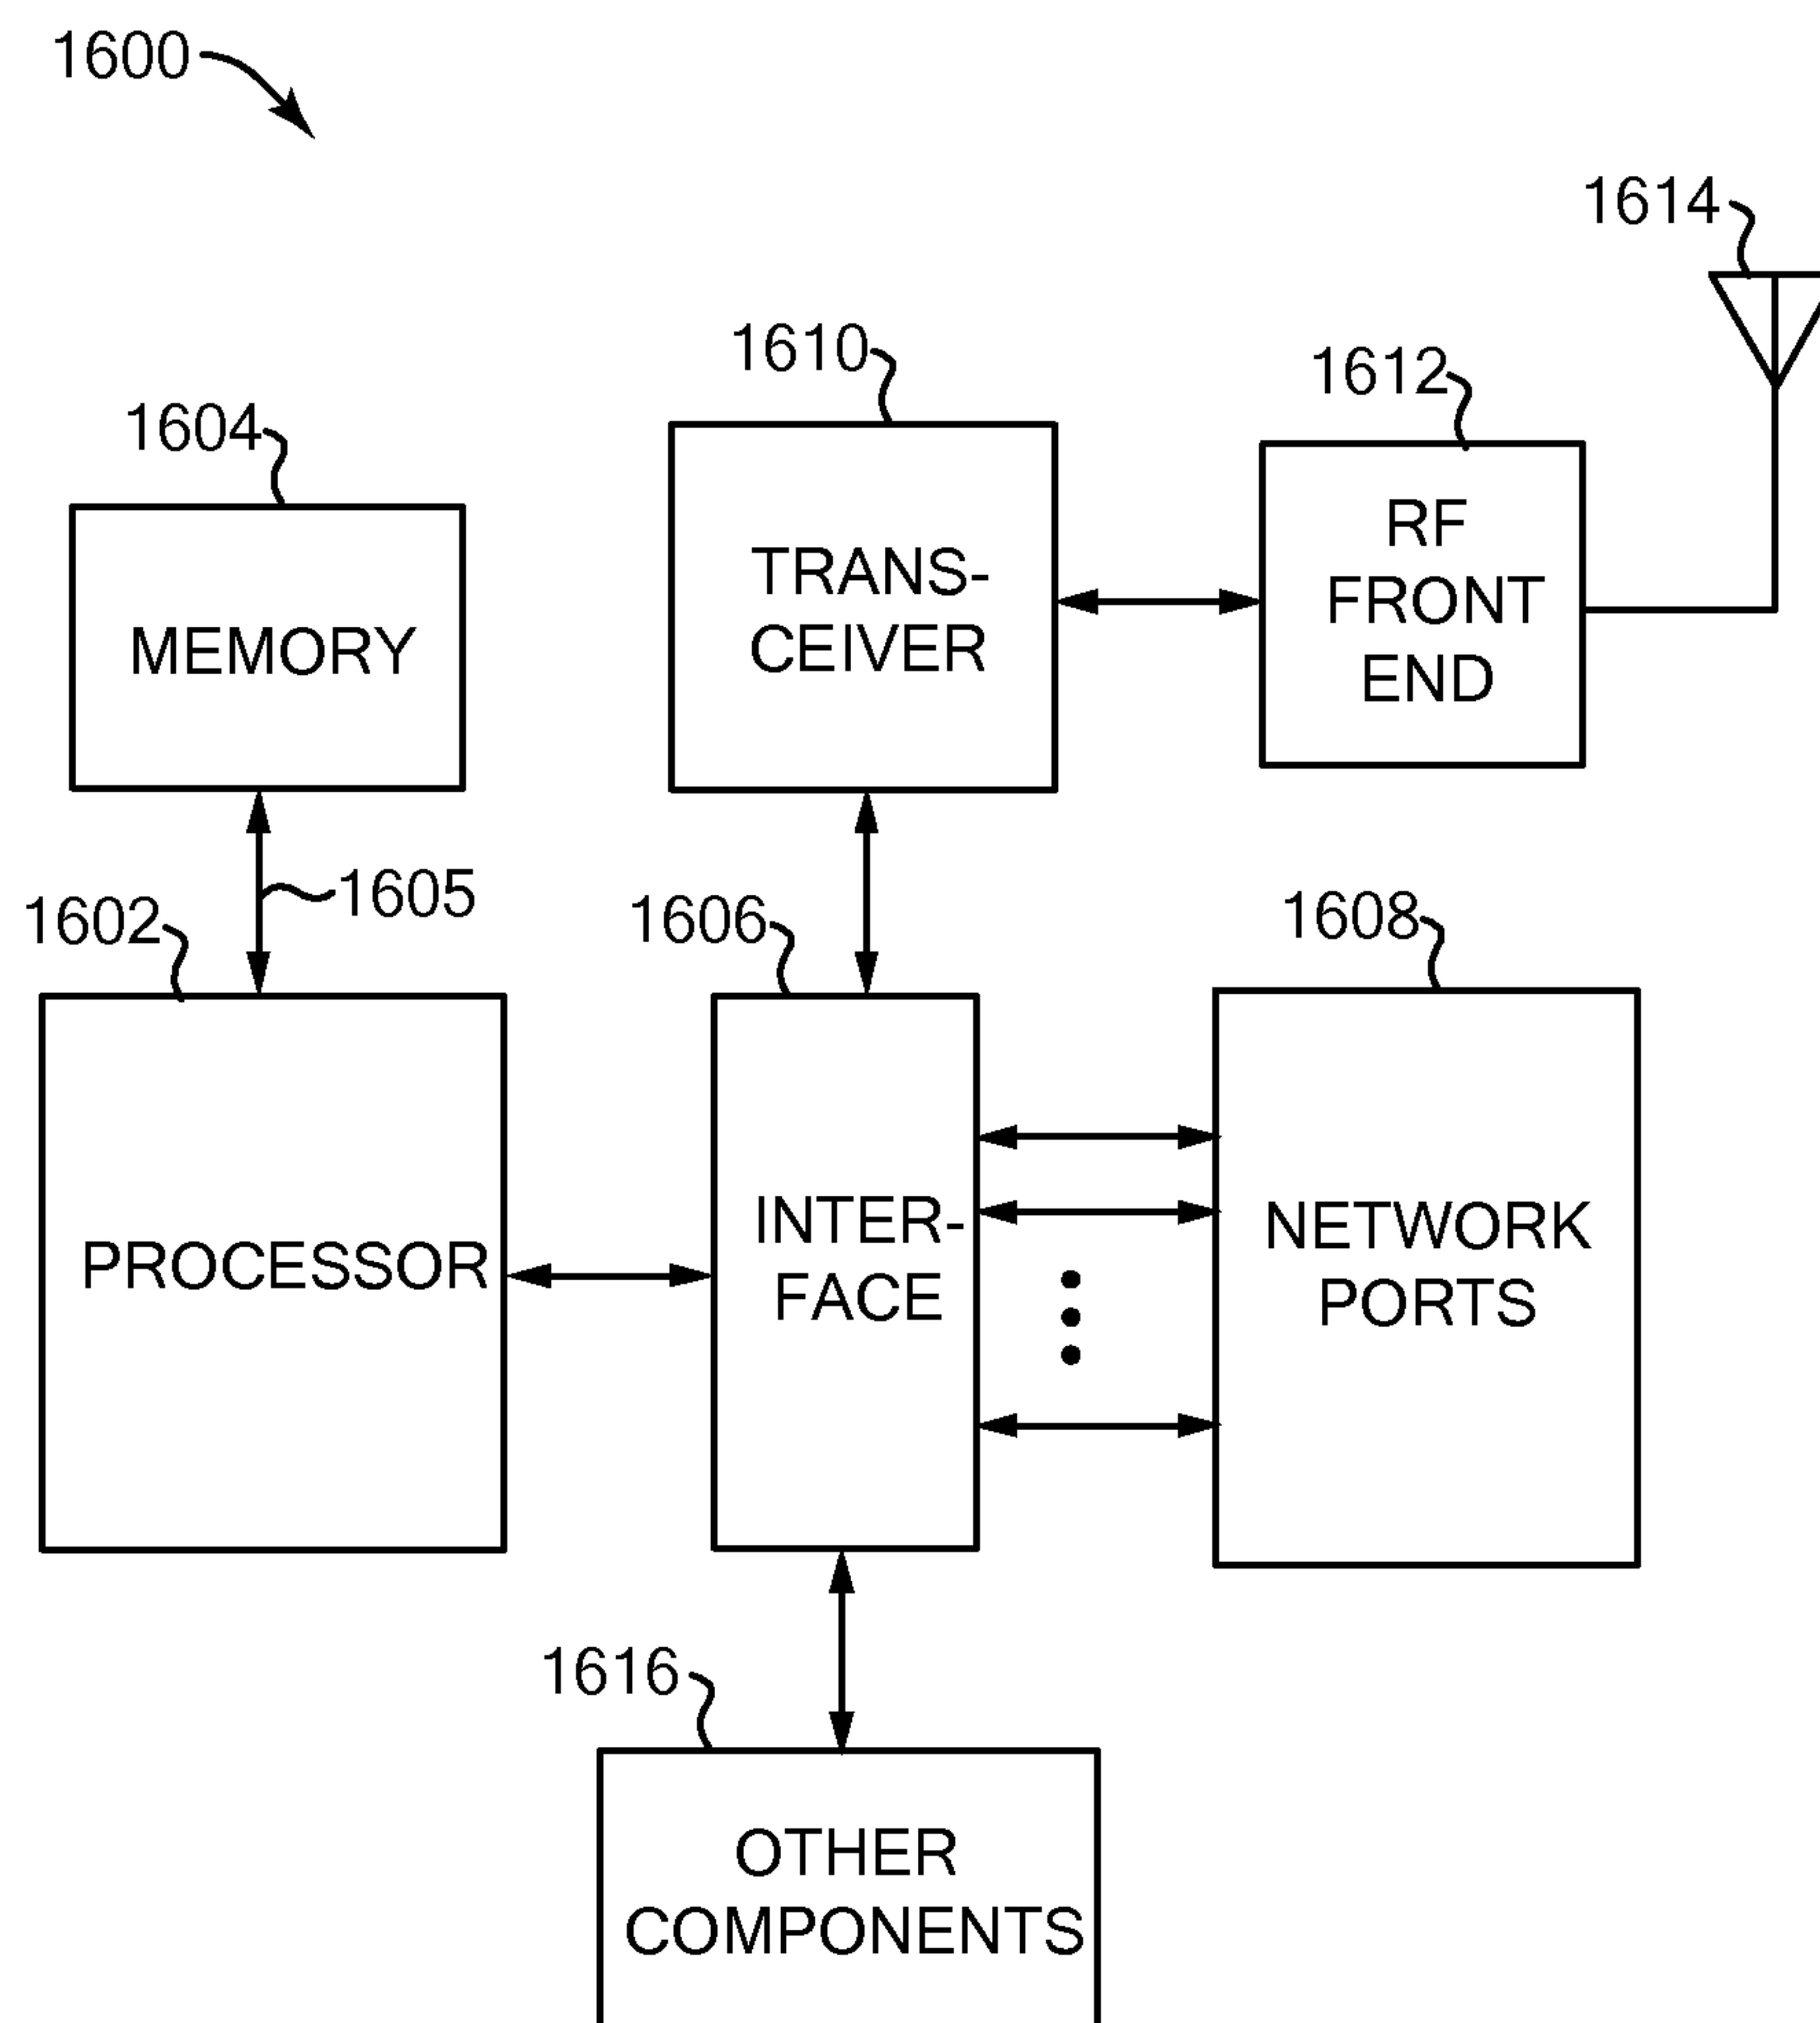 1600
1614
1610
1612
1604
RF
FRONT
END
TRANS-
CEIVER
MEMORY
1605
1602
1606
1608
INTER-
FACE
NETWORK
PORTS
PROCESSOR
1616
OTHER
COMPONENTS